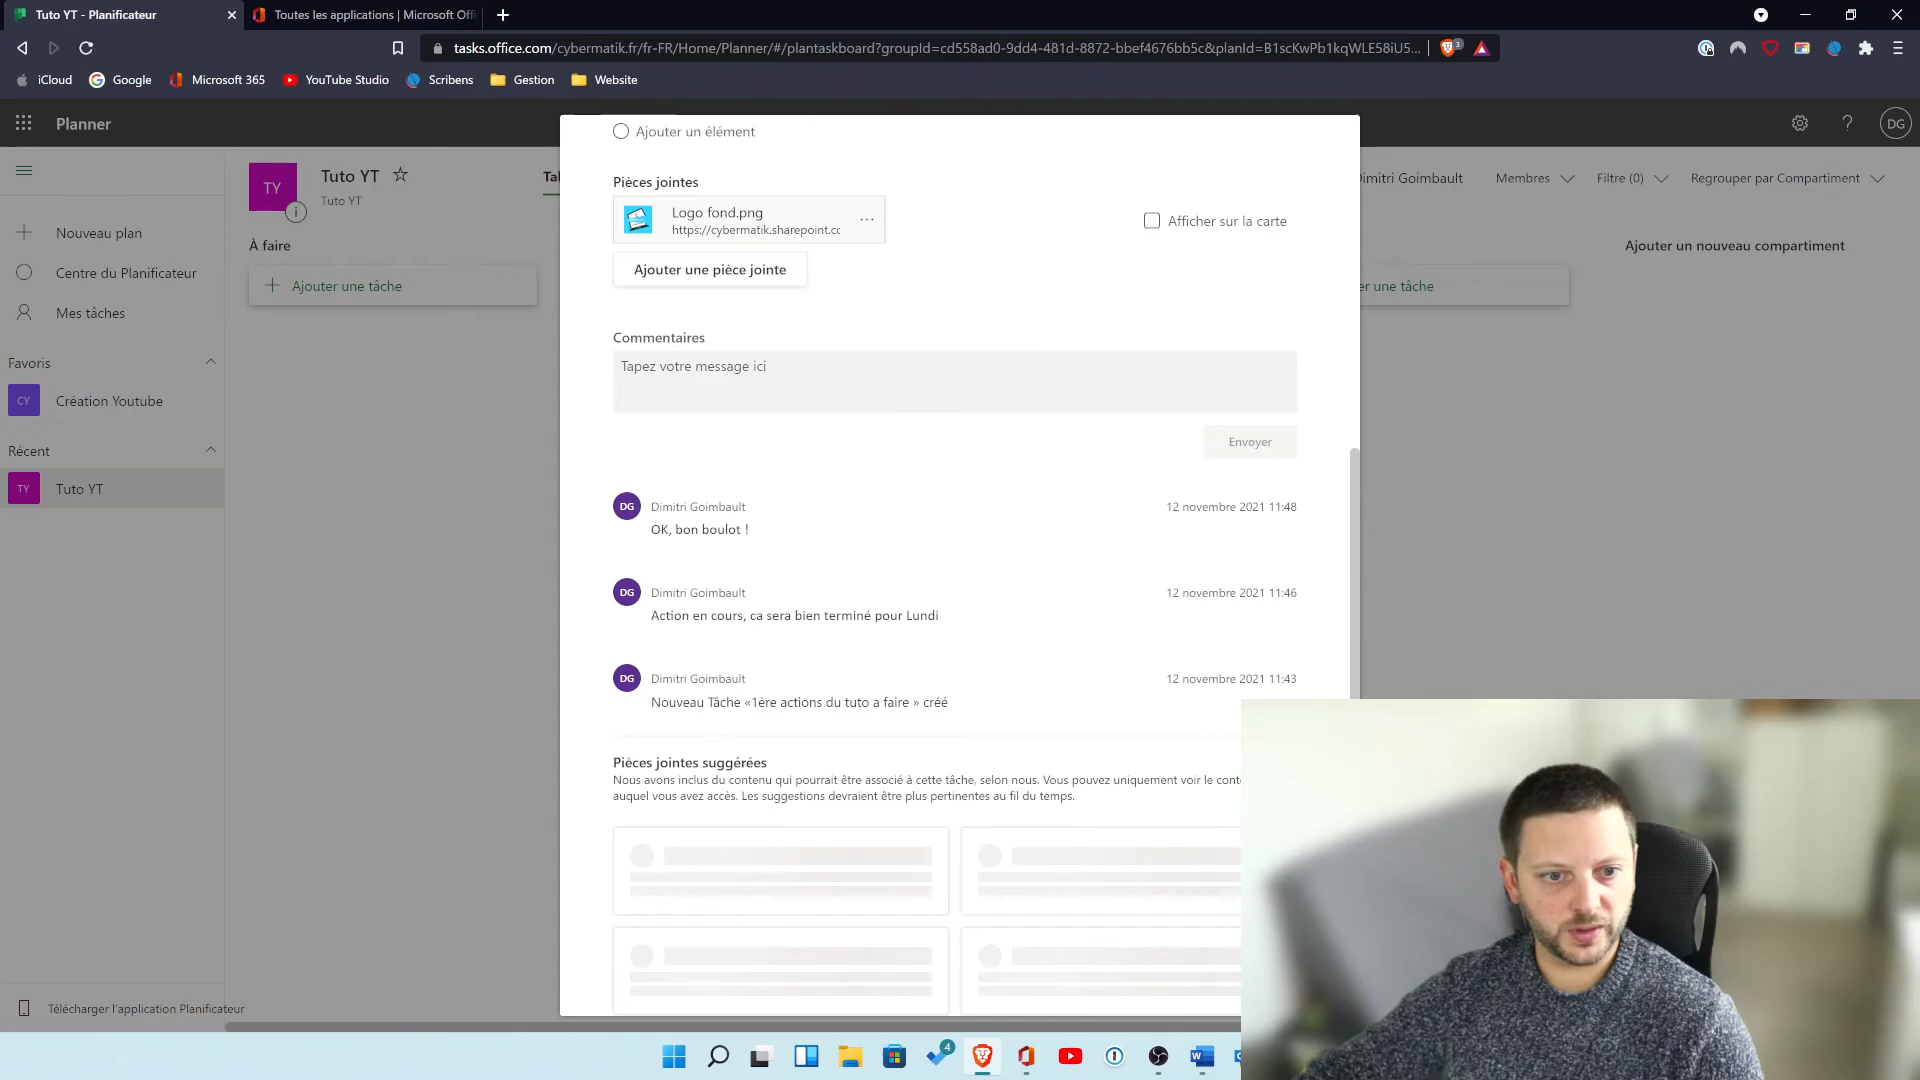 Tuto YT - Planificateur
Toutes les applications | Microsoft Offi
tasks.office.com/cybermatik.fr/fr-FR/Home/Planner/#/plantaskboard?groupId=cd558ad0-9dd4-481d-8872-bbef4676bb5c&planId=B1scKwPb1kqWLE58iU5...
3
iCloud
Google
Microsoft 365
YouTube Studio
Scribens
Gestion
Website
Planner
?
DG
Ajouter un élément
TY
Tuto YT
Tuto YT
Tab
Dimitri Goimbault
Membres
Filtre (0)
Regrouper par Compartiment
Nouveau plan
Centre du Planificateur
Mes tâches
Favoris
CY
Création Youtube
Récent
TY
Tuto YT
Télécharger l'application Planificateur
À faire
Ajouter une tâche
er une tâche
Ajouter un nouveau compartiment
Pièces jointes
Logo fond.png
https://cybermatik.sharepoint.cc
...
Afficher sur la carte
Ajouter une pièce jointe
Commentaires
Tapez votre message ici
Envoyer
DG
Dimitri Goimbault
12 novembre 2021 11:48
OK, bon boulot !
DG
Dimitri Goimbault
12 novembre 2021 11:46
Action en cours, ca sera bien terminé pour Lundi
DG
Dimitri Goimbault
12 novembre 2021 11:43
Nouveau Tâche «1ère actions du tuto a faire » créé
Pièces jointes suggérées
Nous avons inclus du contenu qui pourrait être associé à cette tâche, selon nous. Vous pouvez uniquement voir le conte
auquel vous avez accès. Les suggestions devraient être plus pertinentes au fil du temps.
4